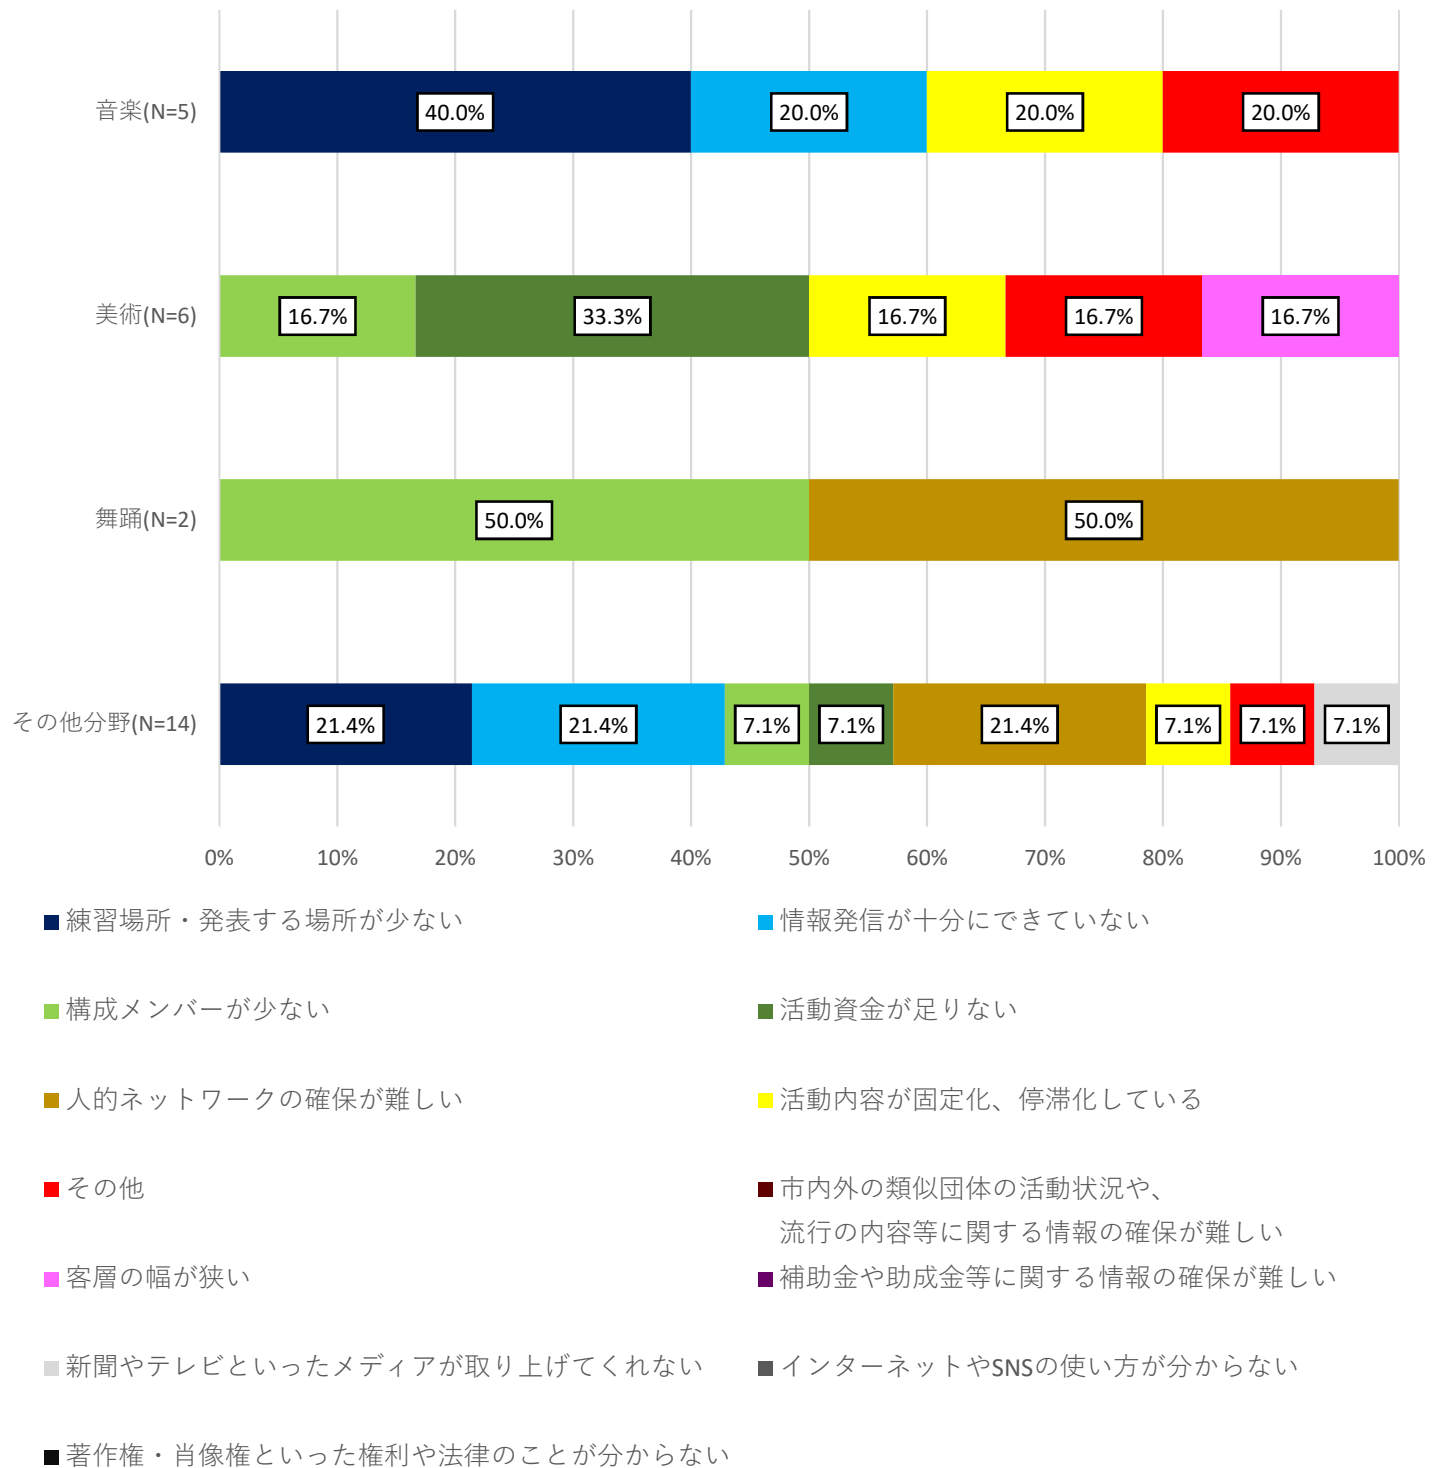 音楽(N=5)
40.0%
20.0%
20.0%
20.0%
美術(N=6)
16.7%
33.3%
16.7%
16.7%
16.7%
舞踊(N=2)
50.0%
50.0%
その他分野(N=14)
21.4%
21.4%
7.1%
7.1%
21.4%
7.1%
7.1%
7.1%
0%
10%
20%
30%
40%
50%
60%
70%
80%
90%
100%
練習場所・発表する場所が少ない
情報発信が十分にできていない
構成メンバーが少ない
活動資金が足りない
人的ネットワークの確保が難しい
活動内容が固定化、停滞化している
その他
市内外の類似団体の活動状況や、
流行の内容等に関する情報の確保が難しい
客層の幅が狭い
補助金や助成金等に関する情報の確保が難しい
新聞やテレビといったメディアが取り上げてくれない
インターネットやSNSの使い方が分からない
著作権・肖像権といった権利や法律のことが分からない